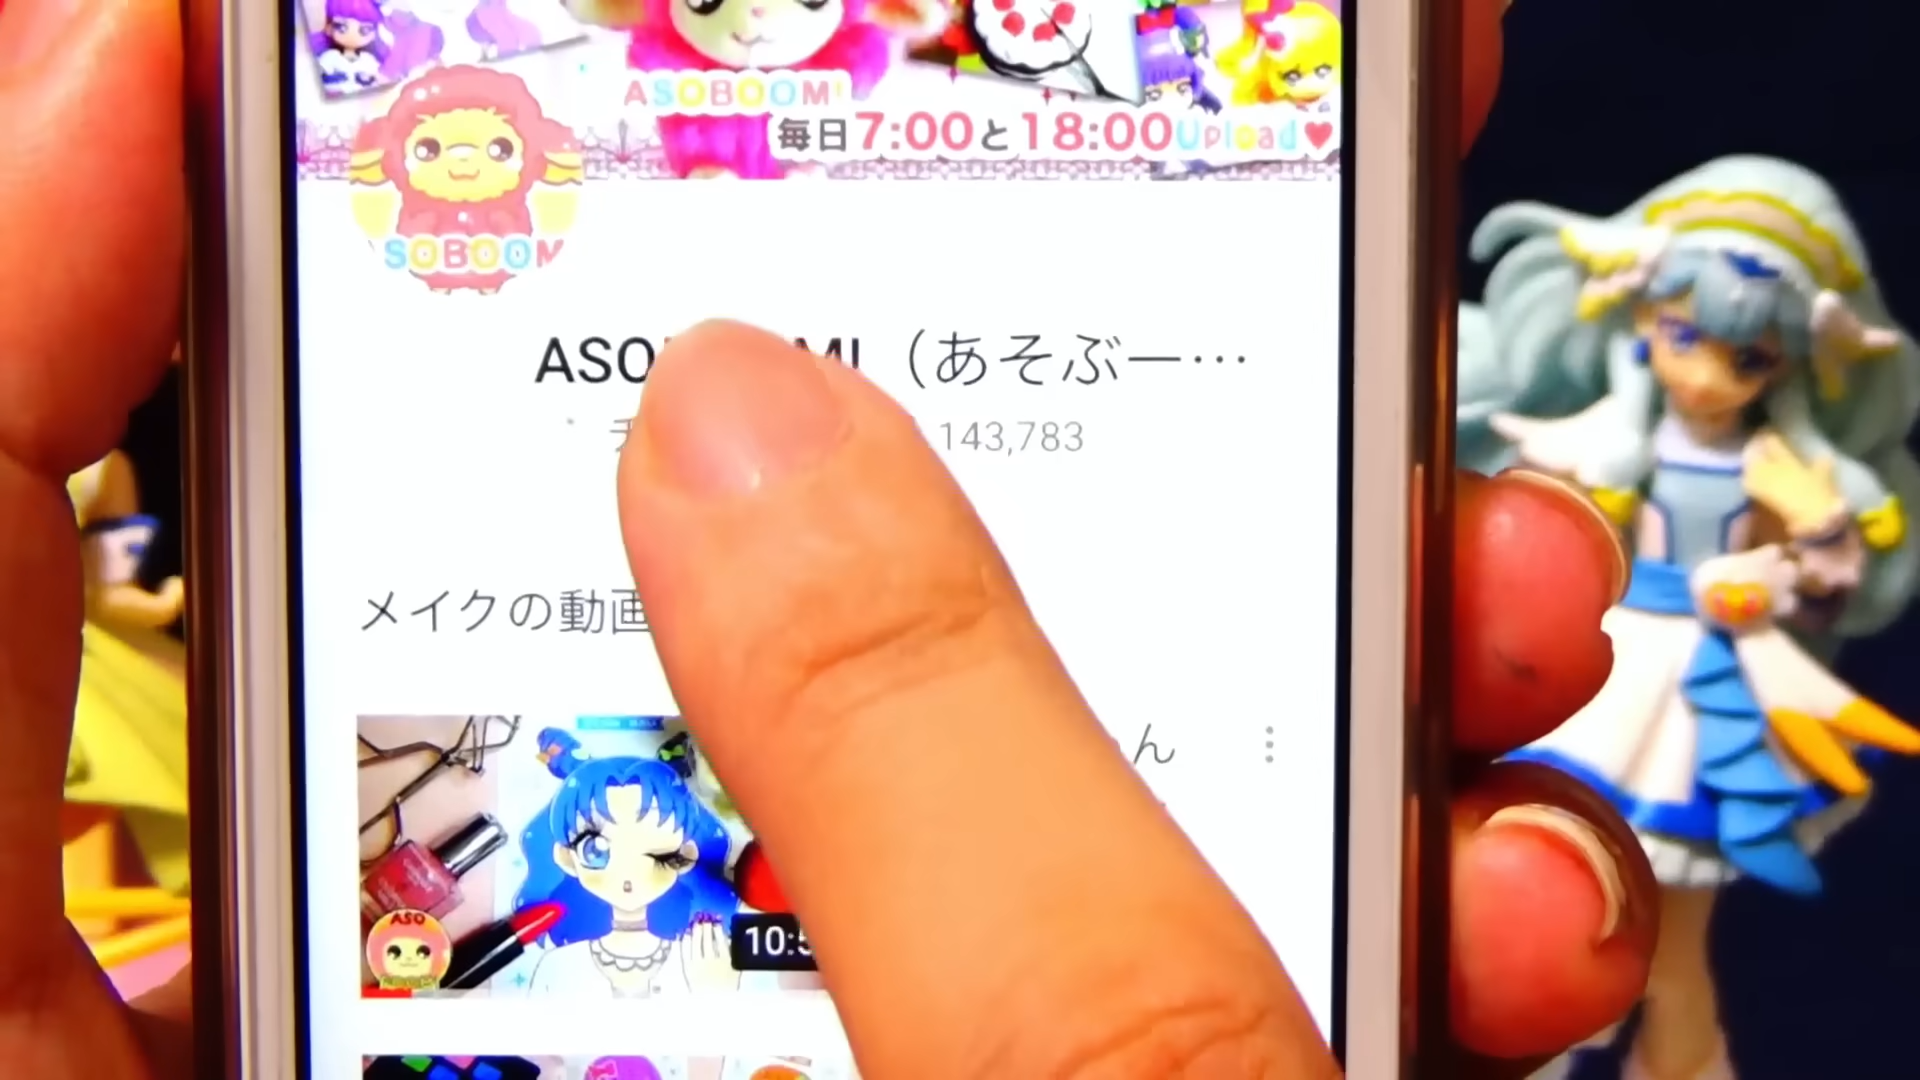 ASOBOOM!
毎日7:00と18:00Upload♥
SOBOOM
ASO MI (あそぶー…
チ 143,783
メイクの動画
ん
10:5
ASO